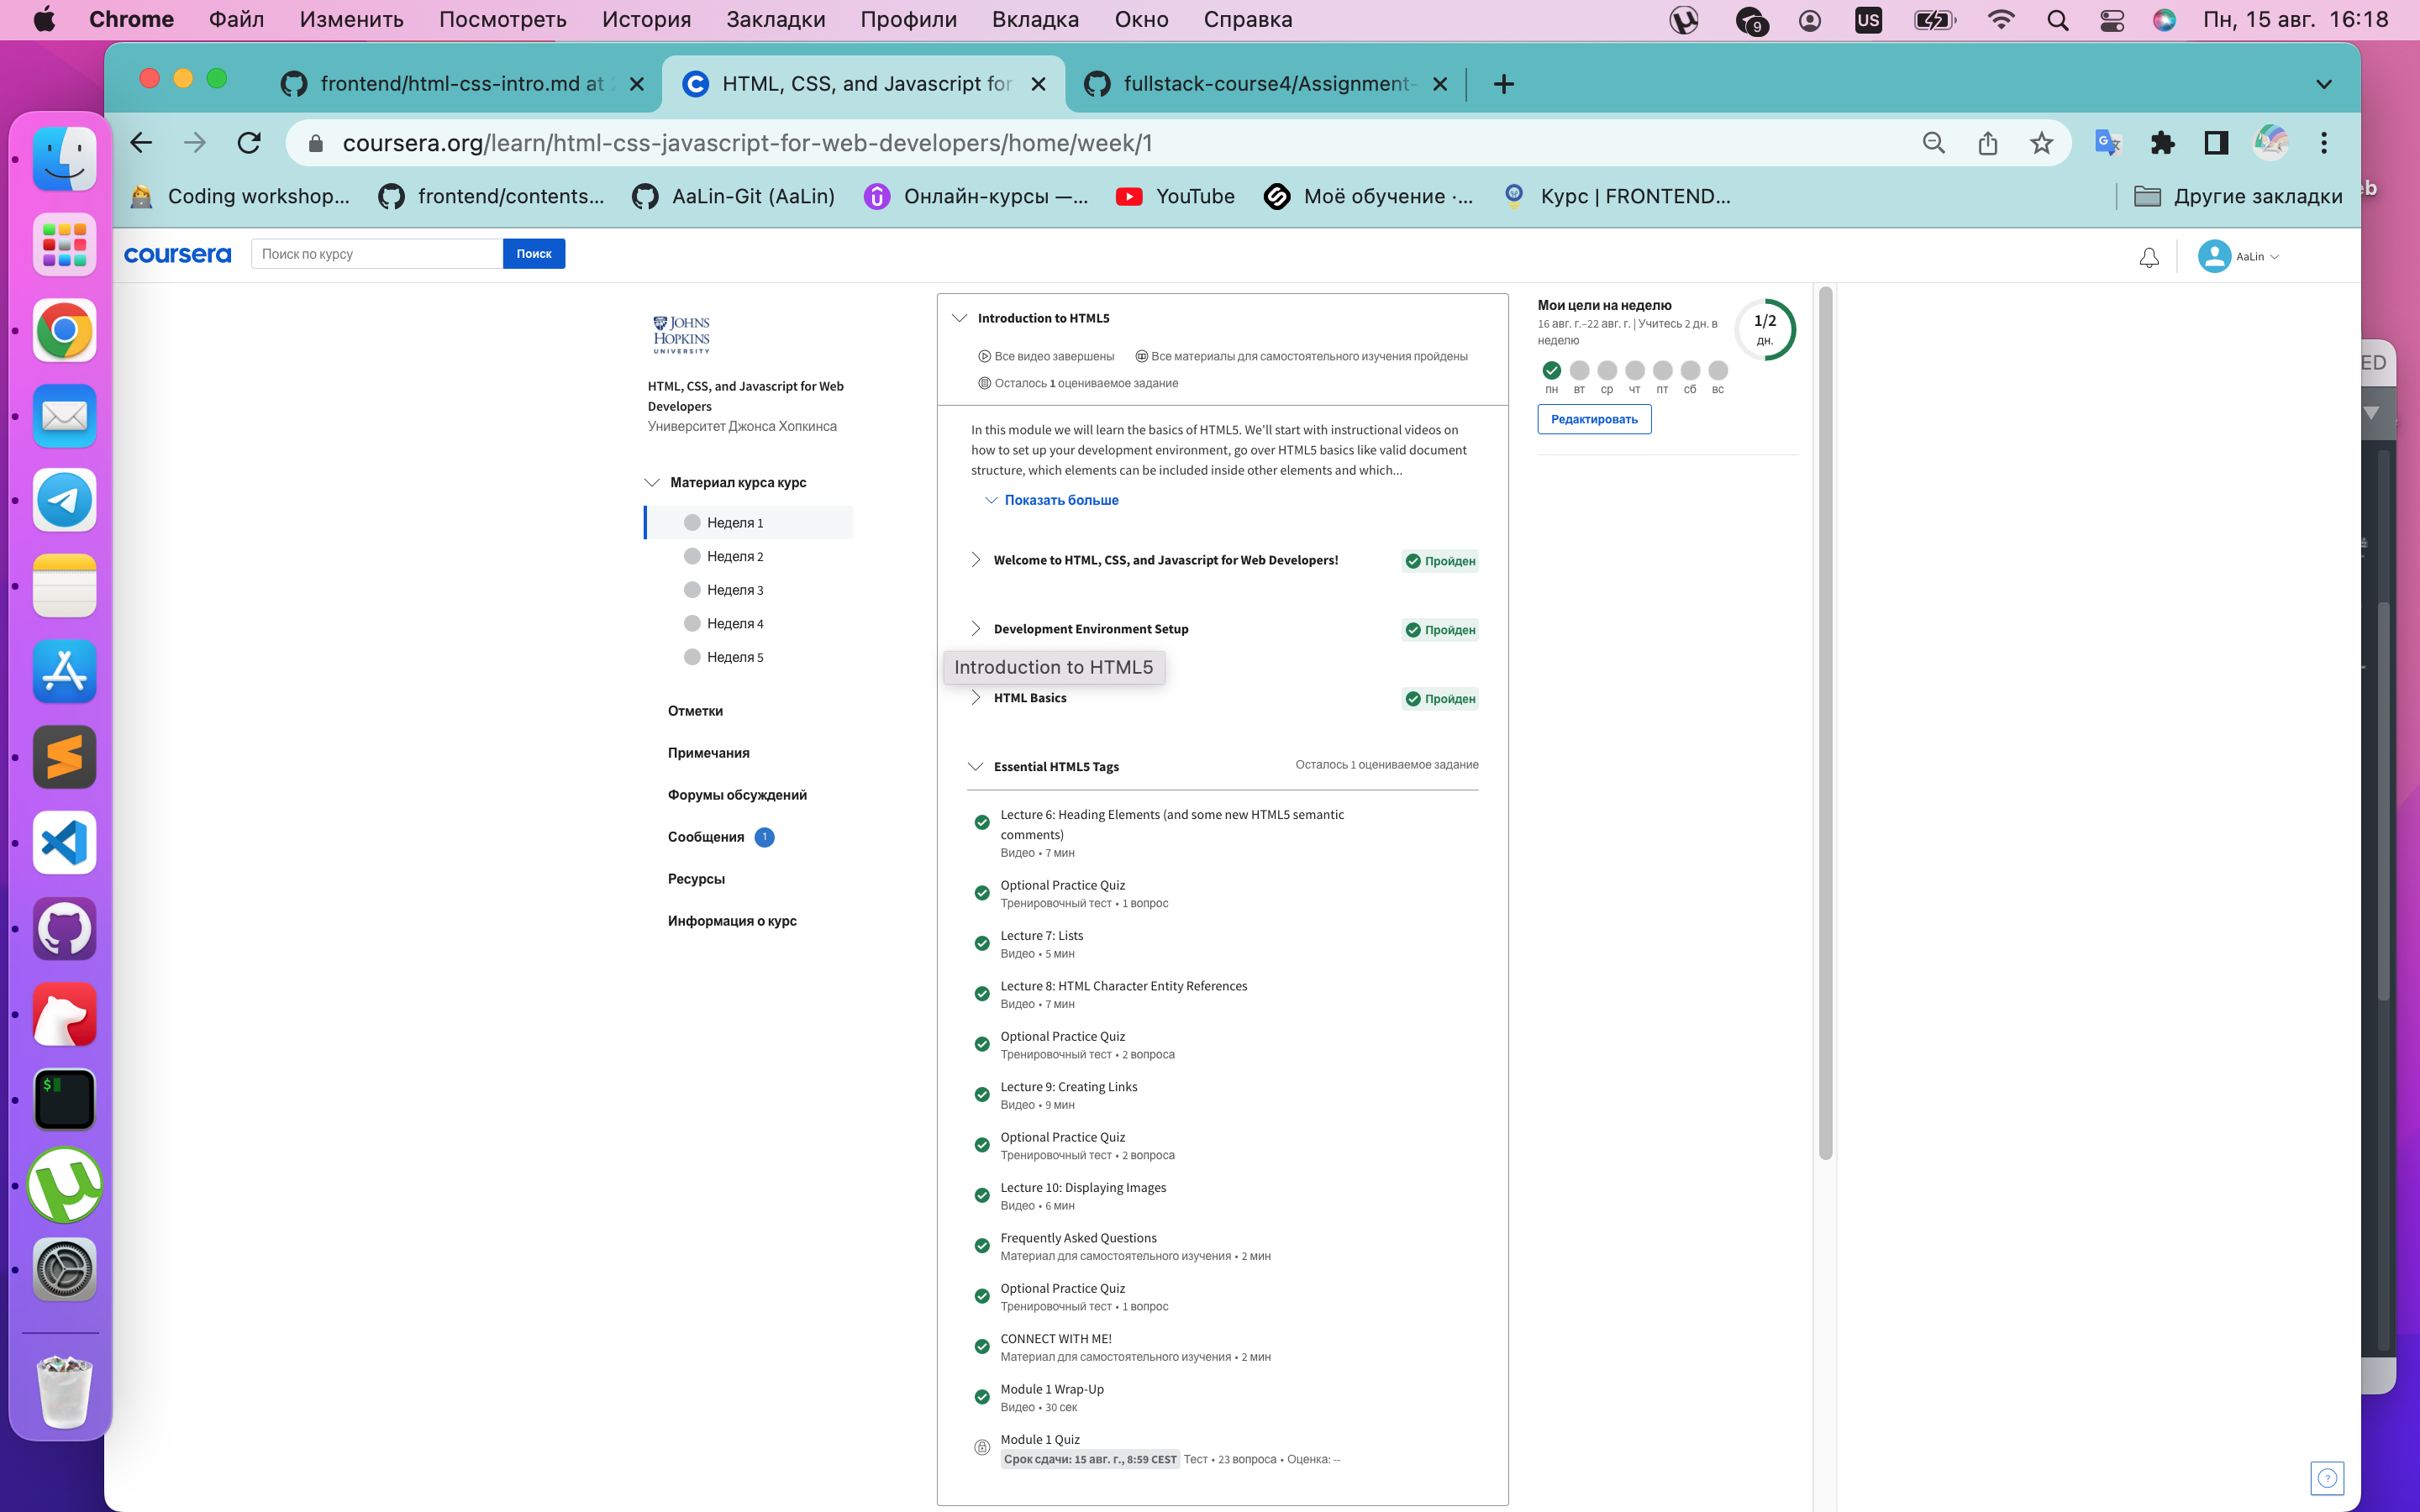 Chrome Файл Изменить Посмотреть История Закладки Профили Вкладка Окно Справка 9 US Пн, 15 авг. 16:18
frontend/html-css-intro.md at HTML, CSS, and Javascript for fullstack-course4/Assignment-
coursera.org/learn/html-css-javascript-for-web-developers/home/week/1
Coding workshop... frontend/contents... AaLin-Git (AaLin) Онлайн-курсы —... YouTube Моё обучение ·... Курс | FRONTEND... Другие закладки
eb
ED
coursera Поиск по курсу Поиск AaLin
JOHNS
HOPKINS
UNIVERSITY
HTML, CSS, and Javascript for Web
Developers
Университет Джонса Хопкинса
Материал курса курс
Неделя 1
Неделя 2
Неделя 3
Неделя 4
Неделя 5
Отметки
Примечания
Форумы обсуждений
Сообщения 1
Ресурсы
Информация о курс
Introduction to HTML5
Все видео завершены Все материалы для самостоятельного изучения пройдены
Осталось 1 оцениваемое задание
In this module we will learn the basics of HTML5. We'll start with instructional videos on
how to set up your development environment, go over HTML5 basics like valid document
structure, which elements can be included inside other elements and which...
Показать больше
Welcome to HTML, CSS, and Javascript for Web Developers! Пройден
Development Environment Setup Пройден
Introduction to HTML5
HTML Basics Пройден
Essential HTML5 Tags Осталось 1 оцениваемое задание
Lecture 6: Heading Elements (and some new HTML5 semantic
comments)
Видео • 7 мин
Optional Practice Quiz
Тренировочный тест • 1 вопрос
Lecture 7: Lists
Видео • 5 мин
Lecture 8: HTML Character Entity References
Видео • 7 мин
Optional Practice Quiz
Тренировочный тест • 2 вопроса
Lecture 9: Creating Links
Видео • 9 мин
Optional Practice Quiz
Тренировочный тест • 2 вопроса
Lecture 10: Displaying Images
Видео • 6 мин
Frequently Asked Questions
Материал для самостоятельного изучения • 2 мин
Optional Practice Quiz
Тренировочный тест • 1 вопрос
CONNECT WITH ME!
Материал для самостоятельного изучения • 2 мин
Module 1 Wrap-Up
Видео • 30 сек
Module 1 Quiz
Срок сдачи: 15 авг. г., 8:59 CEST Тест • 23 вопроса • Оценка: --
Мои цели на неделю
16 авг. г.–22 авг. г. | Учитесь 2 дн. в
неделю
1/2
дн.
пн вт ср чт пт сб вс
Редактировать